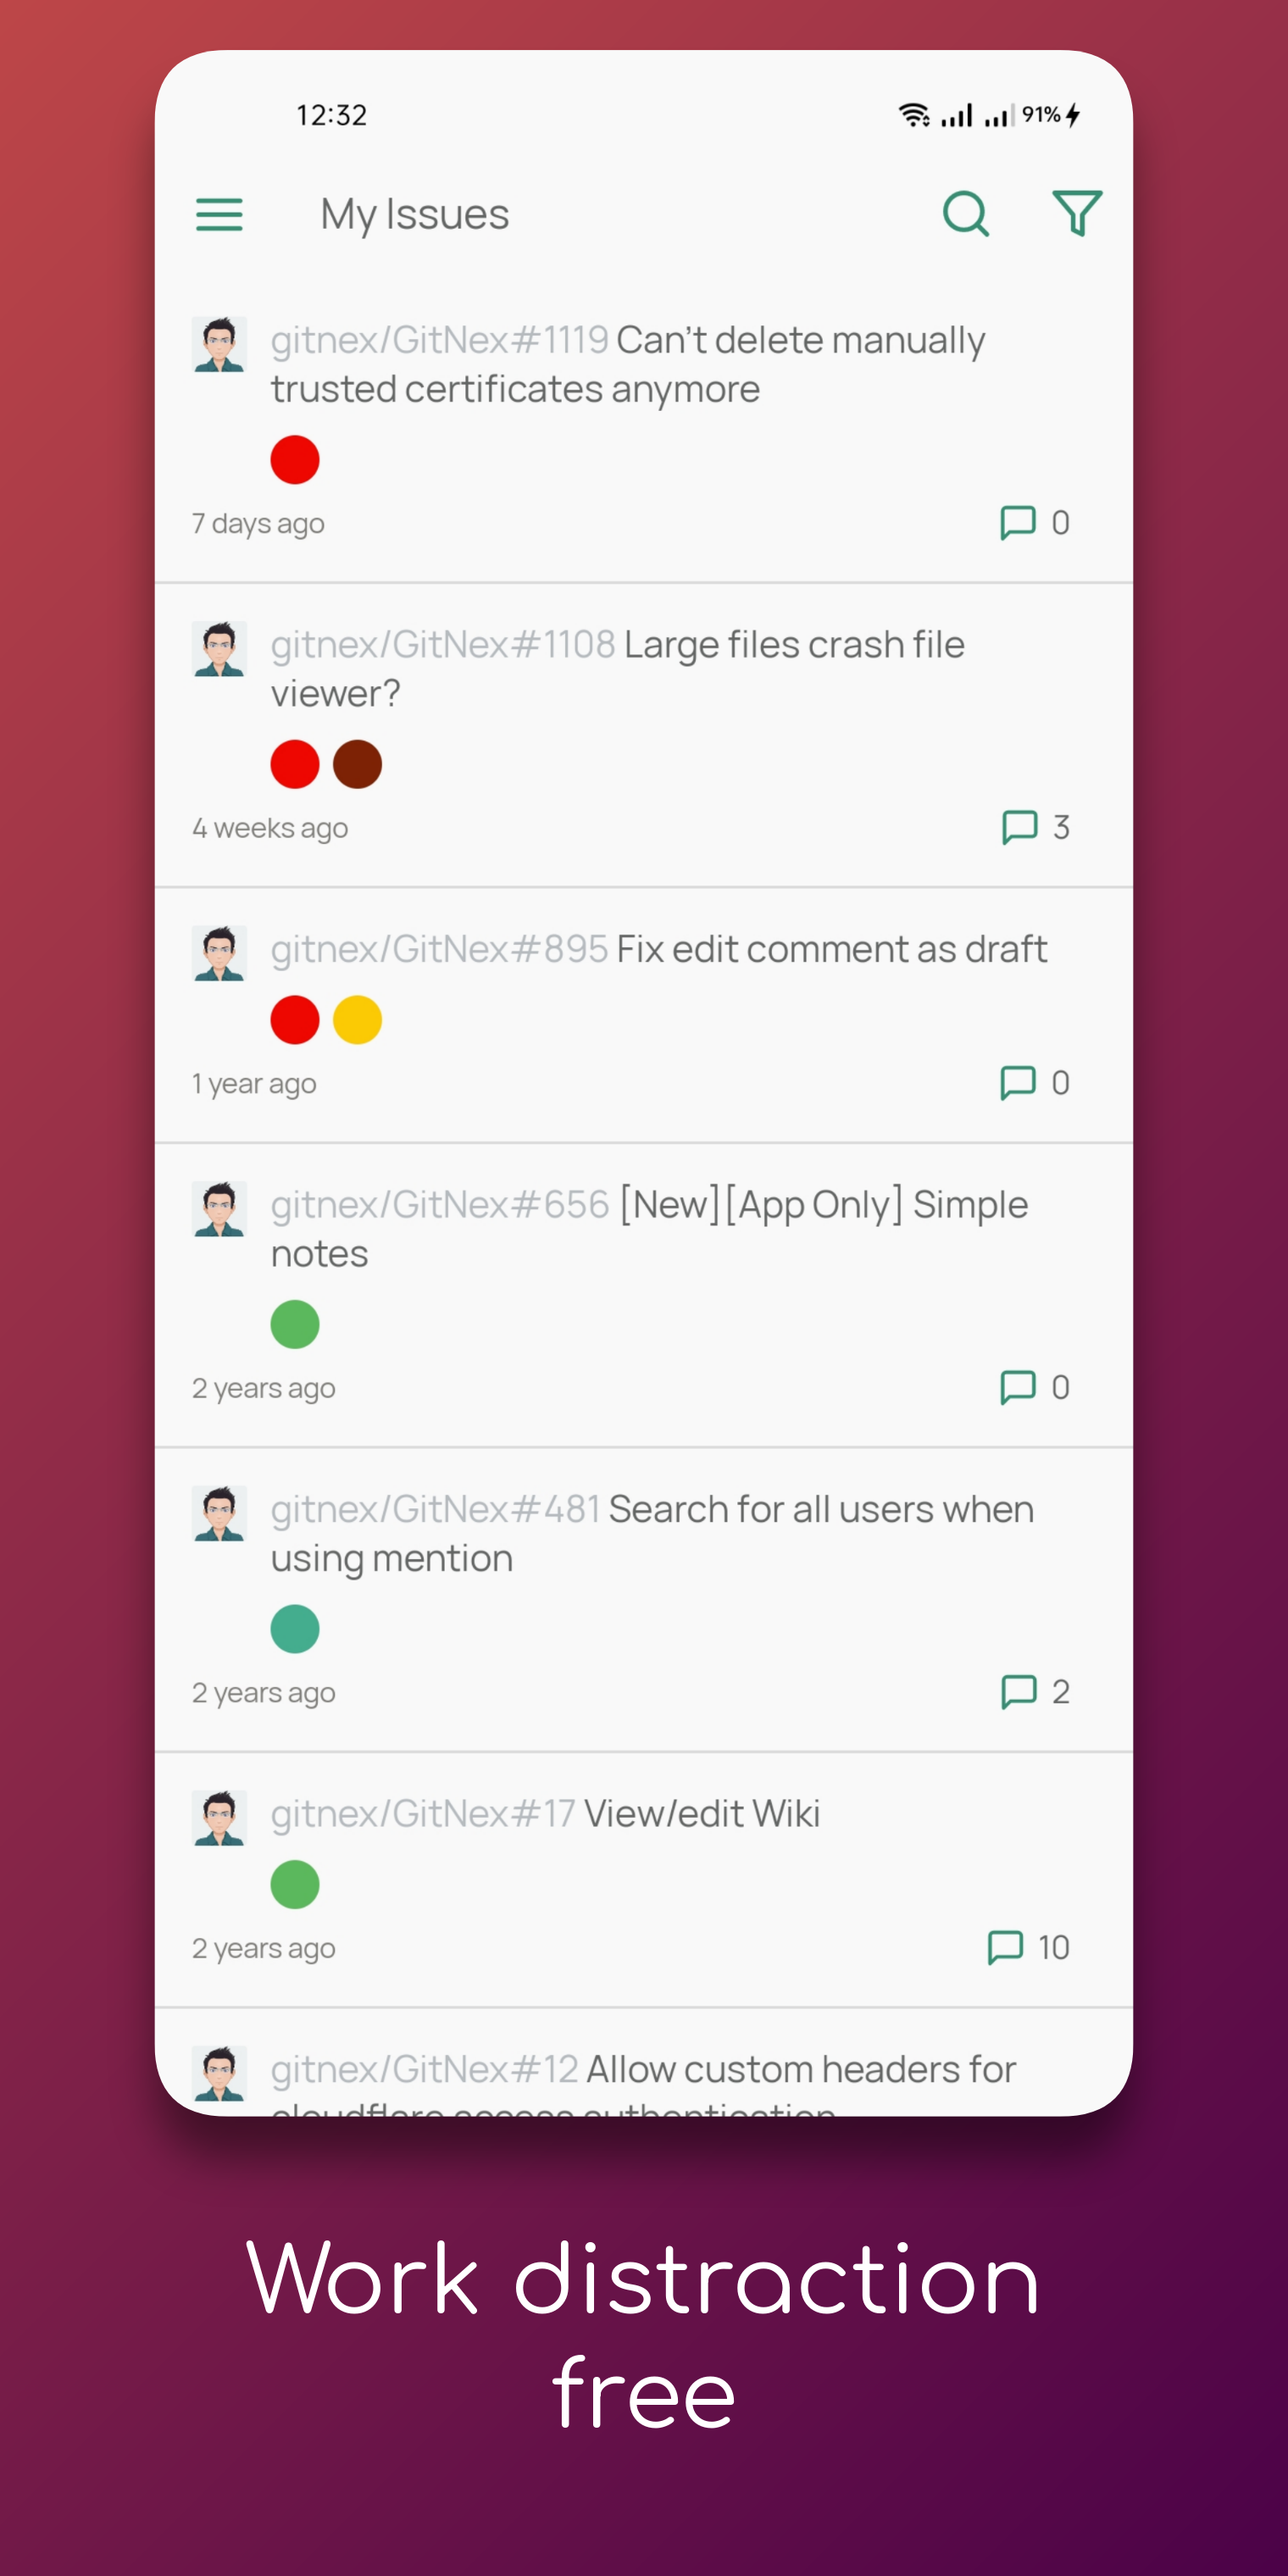 12:32
91%
My Issues
gitnex/GitNex#1119 Can't delete manually
trusted certificates anymore
7 days ago
0
gitnex/GitNex#1108 Large files crash file
viewer?
4 weeks ago
3
gitnex/GitNex#895 Fix edit comment as draft
1 year ago
0
gitnex/GitNex#656 [New][App Only] Simple
notes
2 years ago
0
gitnex/GitNex#481 Search for all users when
using mention
2 years ago
2
gitnex/GitNex#17 View/edit Wiki
2 years ago
10
gitnex/GitNex#12 Allow custom headers for
cloudflare access authentication
Work distraction
free